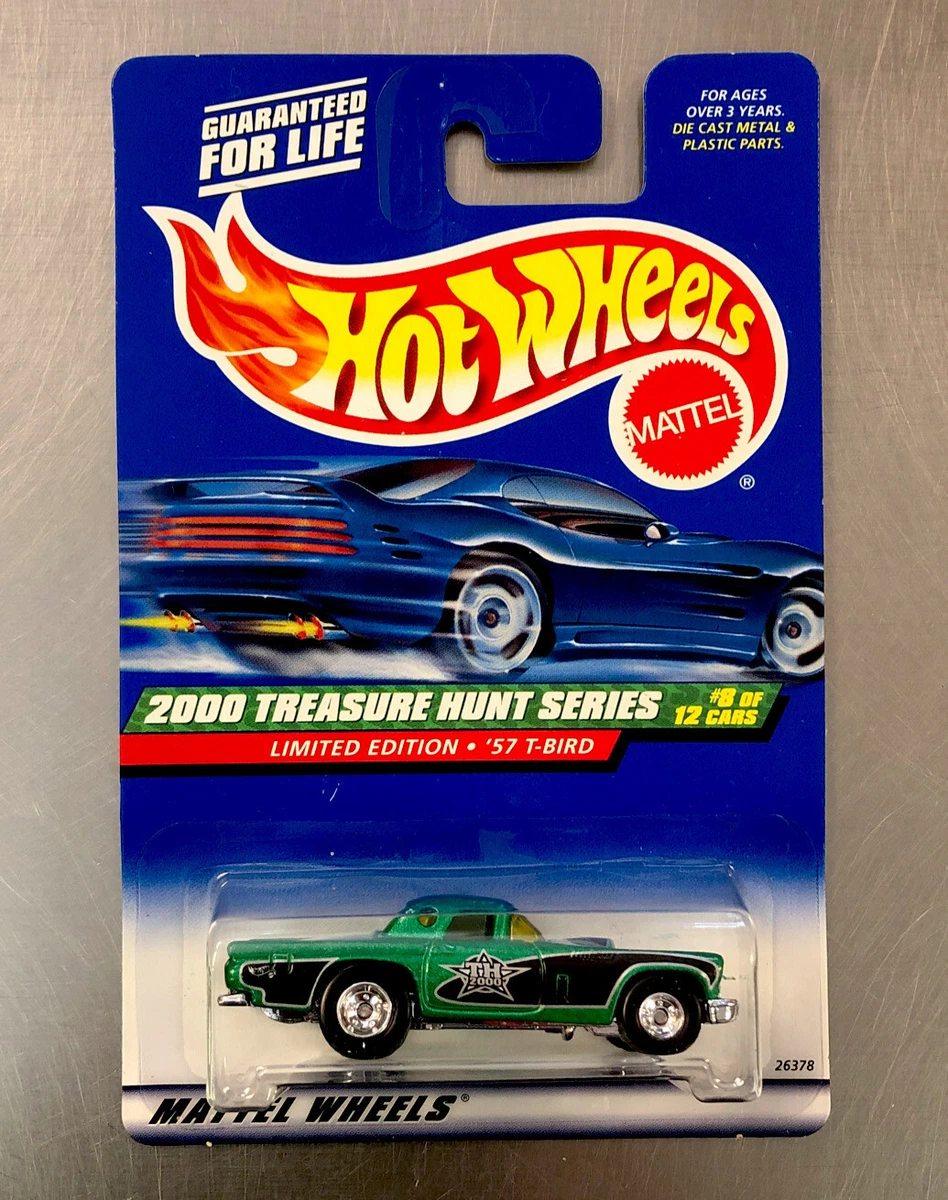 GUARANTEED
FOR LIFE
FOR AGES
OVER 3 YEARS.
DIE CAST METAL &
PLASTIC PARTS.
HOT WHEELS
MATTEL
®
2000 TREASURE HUNT SERIES
#8 OF
12 CARS
LIMITED EDITION • '57 T-BIRD
TH
2000
26378
MATTEL WHEELS®